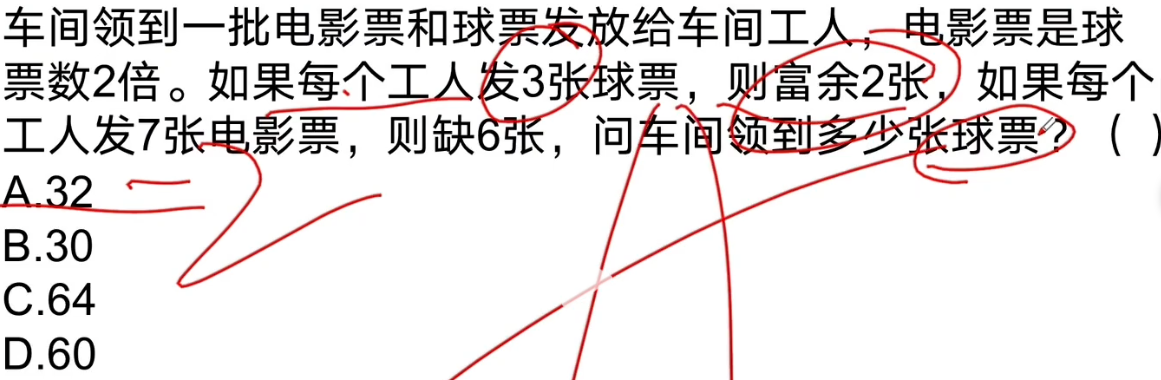 车间领到一批电影票和球票发放给车间工人，电影票是球
票数2倍。如果每个工人发3张球票，则富余2张，如果每个
工人发7张电影票，则缺6张，问车间领到多少张球票？（ ）
A.32
B.30
C.64
D.60